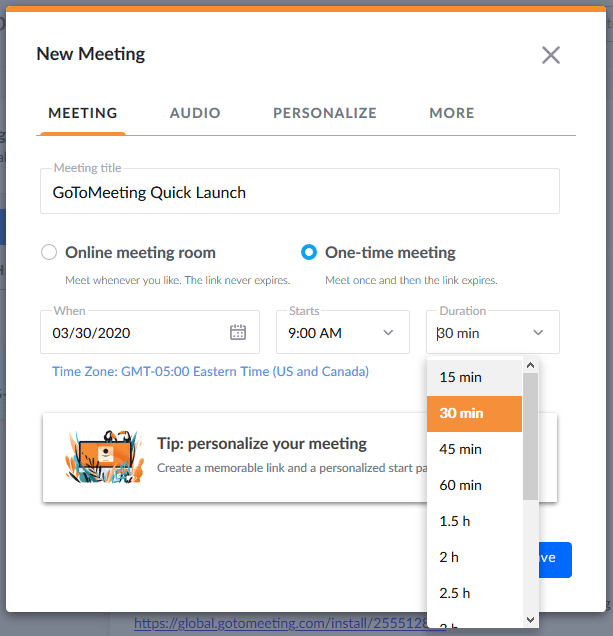 New Meeting
MEETING AUDIO PERSONALIZE MORE
Meeting title
GoToMeeting Quick Launch
Online meeting room One-time meeting
Meet whenever you like. The link never expires. Meet once and then the link expires.
When Starts Duration
03/30/2020 9:00 AM 30 min
Time Zone: GMT-05:00 Eastern Time (US and Canada)
15 min
30 min
45 min
60 min
1.5 h
2 h
2.5 h
Tip: personalize your meeting
Create a memorable link and a personalized start pa
ve
https://global.gotomeeting.com/install/2555128